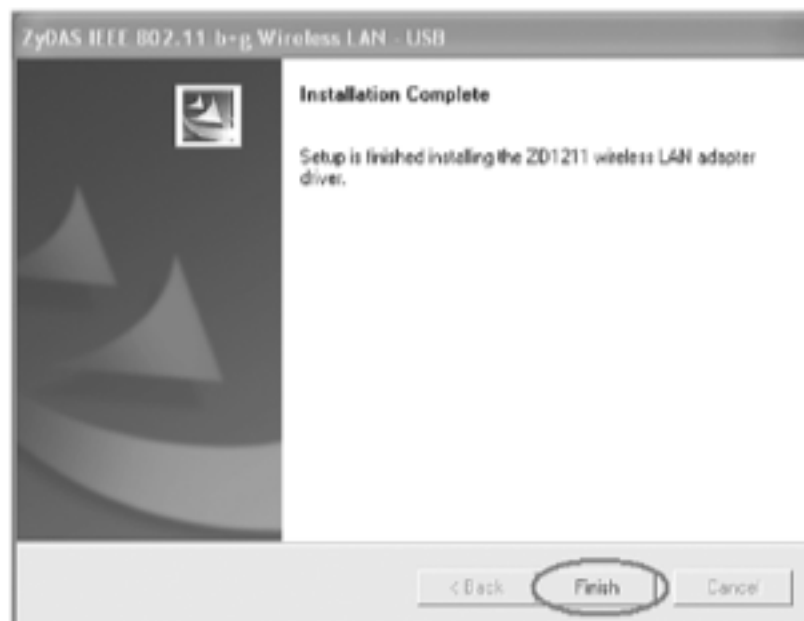 ZyDAS IEEE 802.11 b+g Wireless LAN - USB
Installation Complete
Setup is finished installing the ZD1211 wireless LAN adapter
driver.
< Back
Finish
Cancel